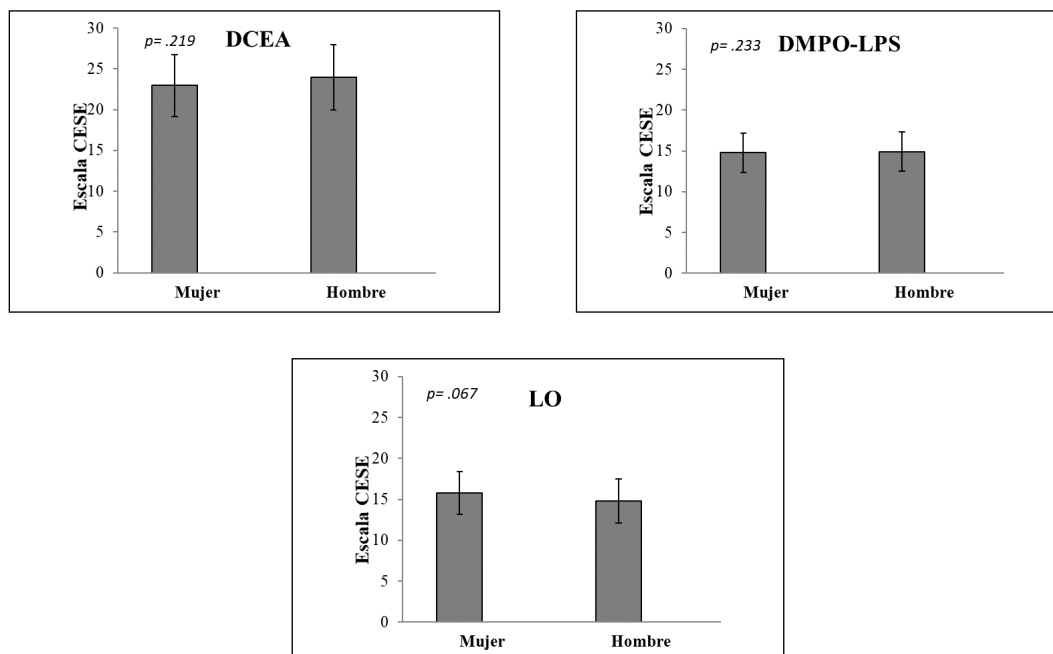 DCEA
p= .219
Escala CESE
30
25
20
15
10
5
0
Mujer Hombre
DMPO-LPS
p= .233
Escala CESE
30
25
20
15
10
5
0
Mujer Hombre
LO
p= .067
Escala CESE
30
25
20
15
10
5
0
Mujer Hombre